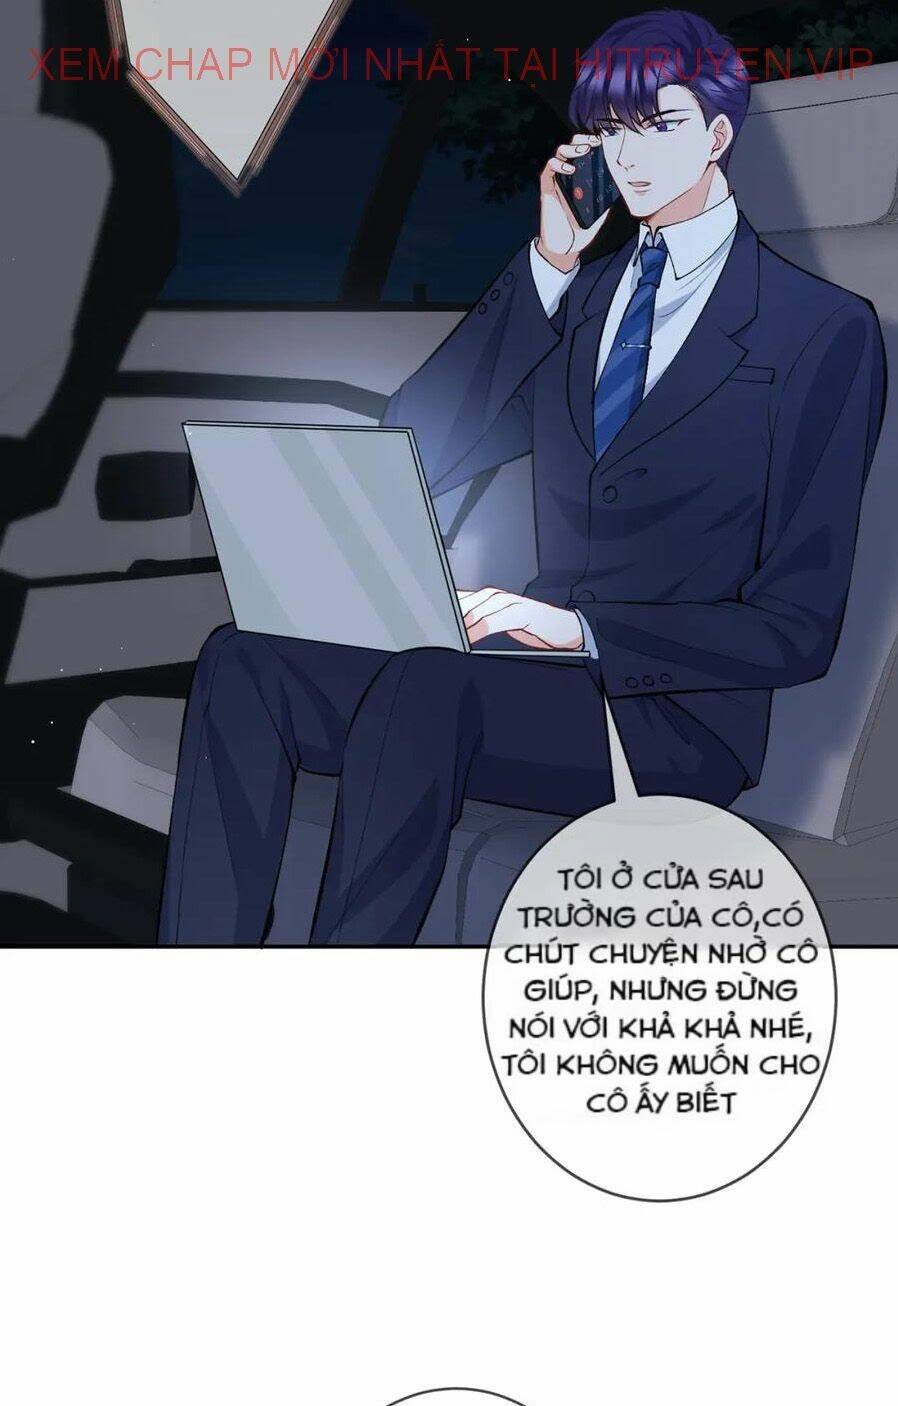 XEM CHAP MỚI NHẤT TẠI HITRUYEN VIP
TÔI Ở CỬA SAU
TRƯỜNG CỦA CÔ,CÓ
CHÚT CHUYỆN NHỜ CÔ
GIÚP, NHƯNG ĐỪNG
NÓI VỚI KHẢ KHẢ NHÉ,
TÔI KHÔNG MUỐN CHO
CÔ ẤY BIẾT